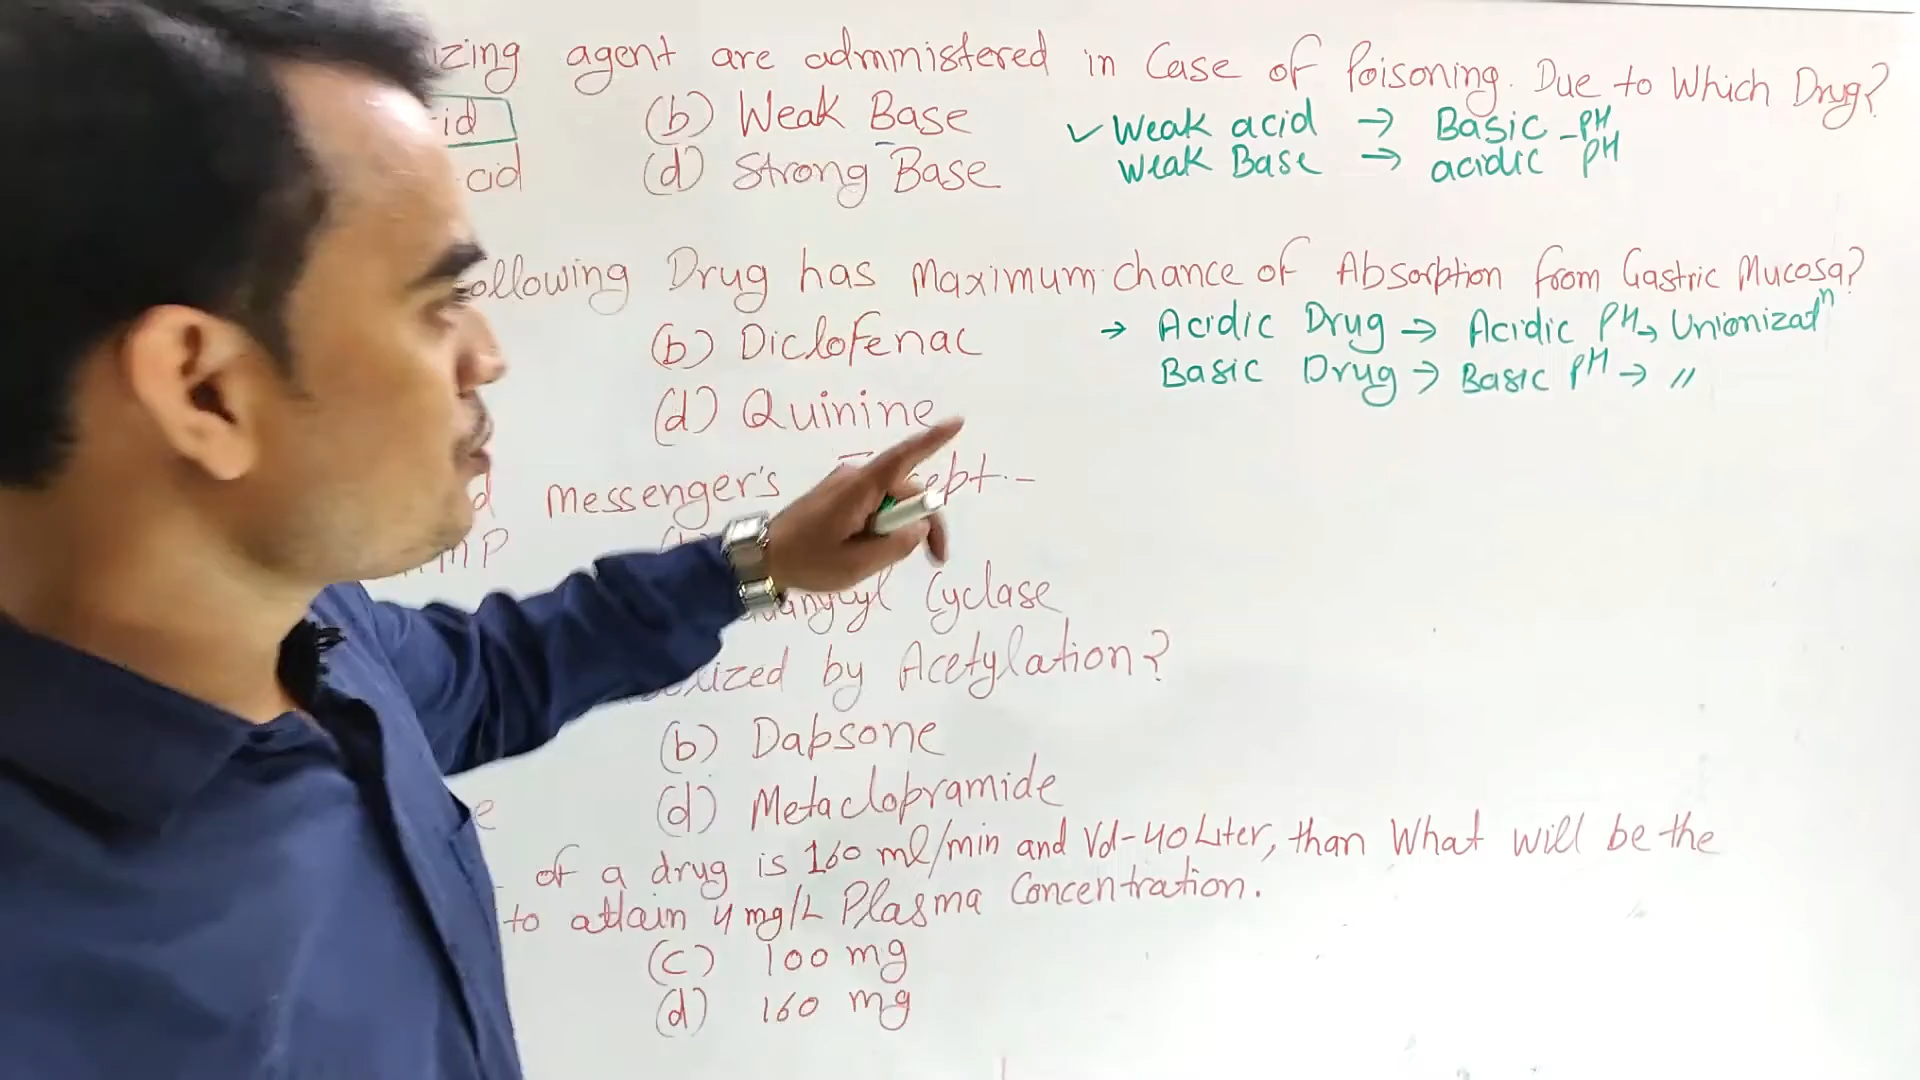 izing agent are administered in Case of Poisoning. Due to Which Drug?
id (b) Weak Base ✓ Weak acid → Basic - PH
cid (d) Strong Base Weak Base → acidic PH
ollowing Drug has Maximum chance of Absorption from Gastric Mucosa?
(b) Diclofenac → Acidic Drug → Acidic PH → Unionizatⁿ
(d) Quinine Basic Drug → Basic PH → "
d messenger's cept..-
MP
Cyclase
ized by Acetylation?
(b) Dapsone
e (d) Metaclopramide
of a drug is 160 ml/min and Vd-40 Liter, than What will be the
to attain 4 mg/L Plasma Concentration.
(c) 100 mg
(d) 160 mg